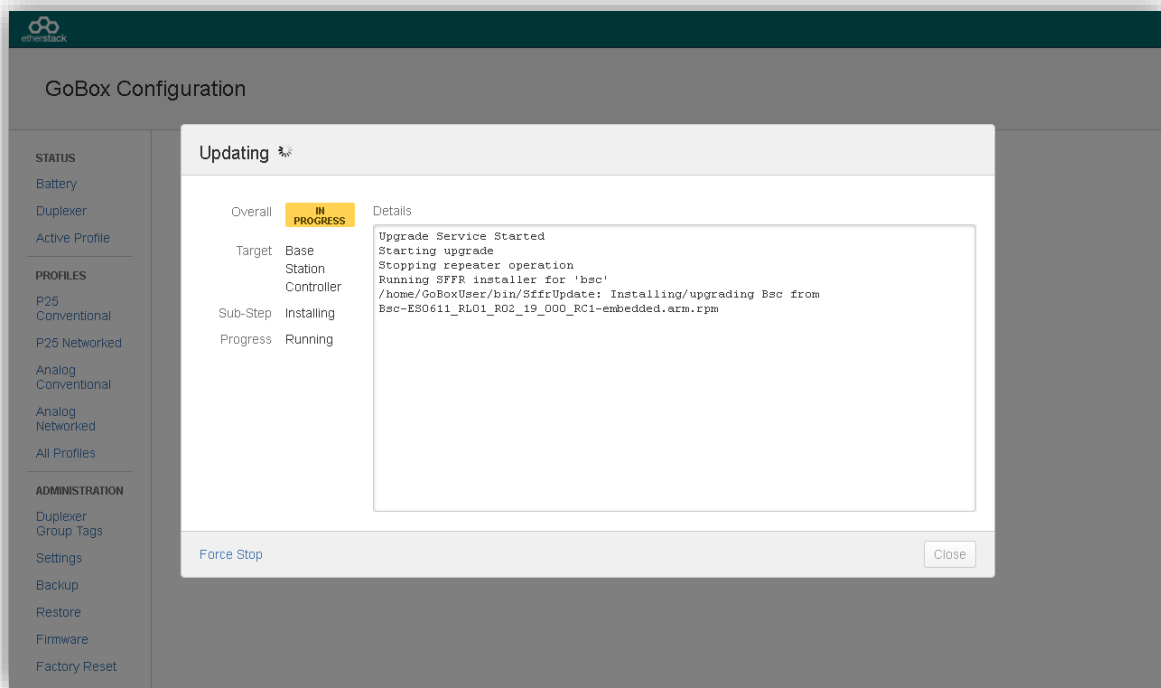 etherstack
GoBox Configuration
STATUS
Battery
Duplexer
Active Profile
PROFILES
P25
Conventional
P25 Networked
Analog
Conventional
Analog
Networked
All Profiles
ADMINISTRATION
Duplexer
Group Tags
Settings
Backup
Restore
Firmware
Factory Reset
Updating
Overall
IN
PROGRESS
Target
Base
Station
Controller
Sub-Step
Installing
Progress
Running
Details
Upgrade Service Started
Starting upgrade
Stopping repeater operation
Running SFFR installer for 'bsc'
/home/GoBoxUser/bin/SffrUpdate: Installing/upgrading Bsc from
Bsc-ES0611_RL01_R02_19_000_RC1-embedded.arm.rpm
Force Stop
Close